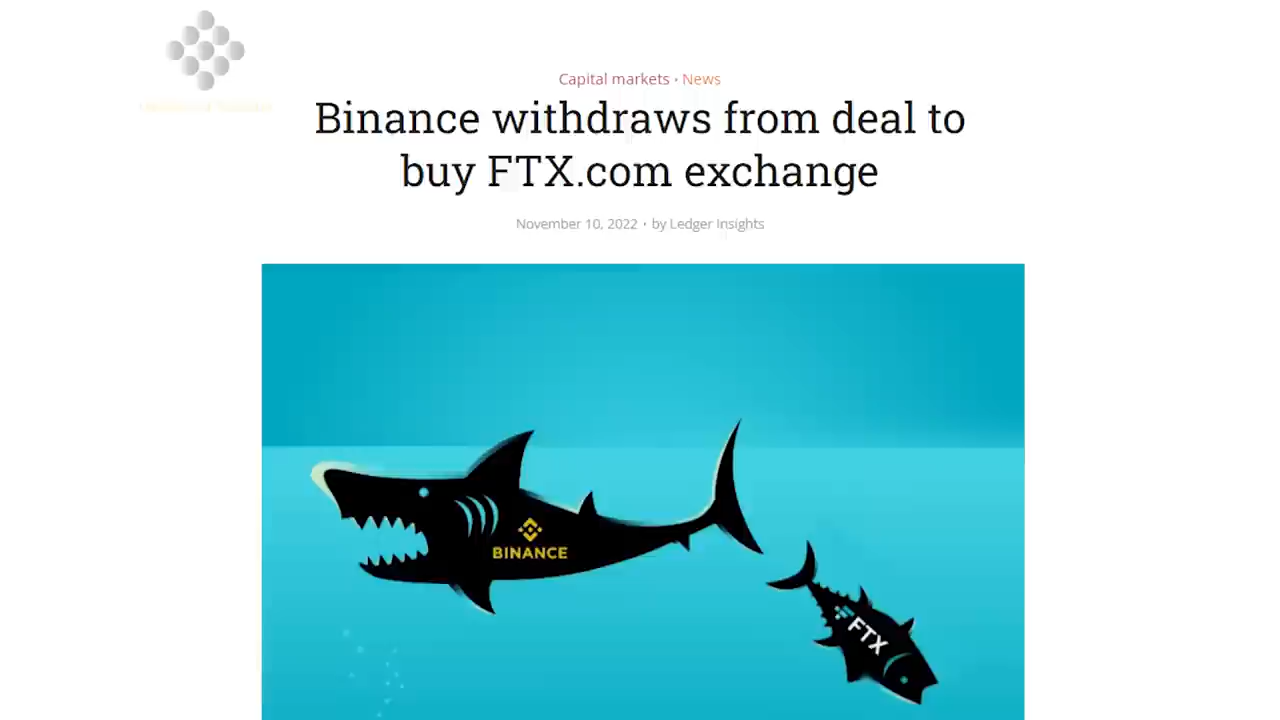 Capital markets • News
Binance withdraws from deal to
buy FTX.com exchange
November 10, 2022 • by Ledger Insights
BINANCE
FTX